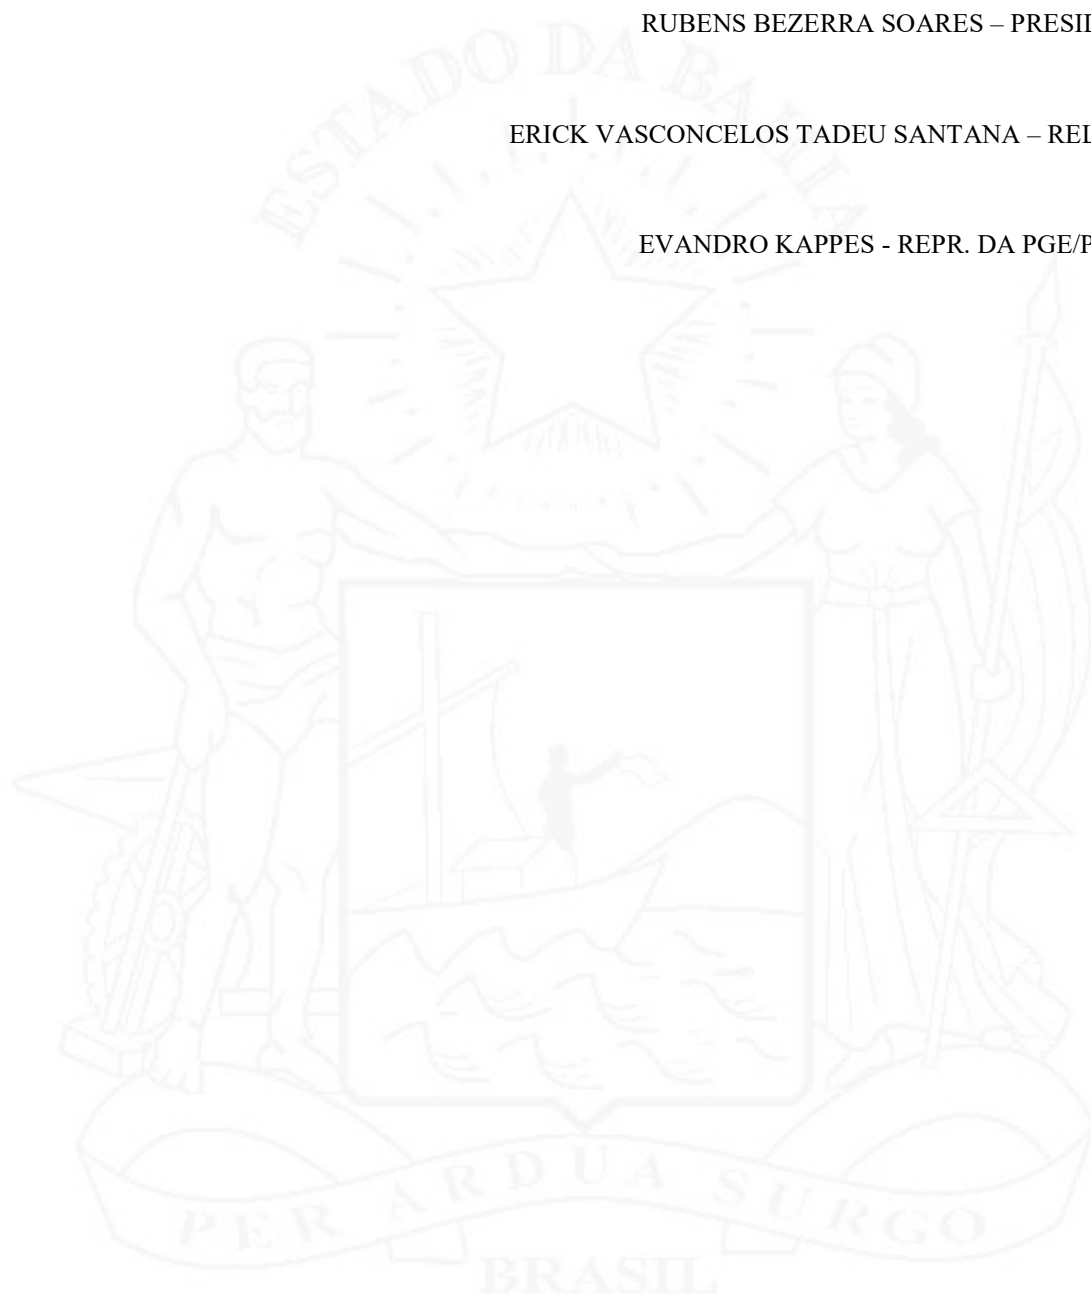 RUBENS BEZERRA SOARES – PRESI
ERICK VASCONCELOS TADEU SANTANA – REL
EVANDRO KAPPES - REPR. DA PGE/P
ESTADO DA BAHIA
PER ARDUA SURGO
BRASIL